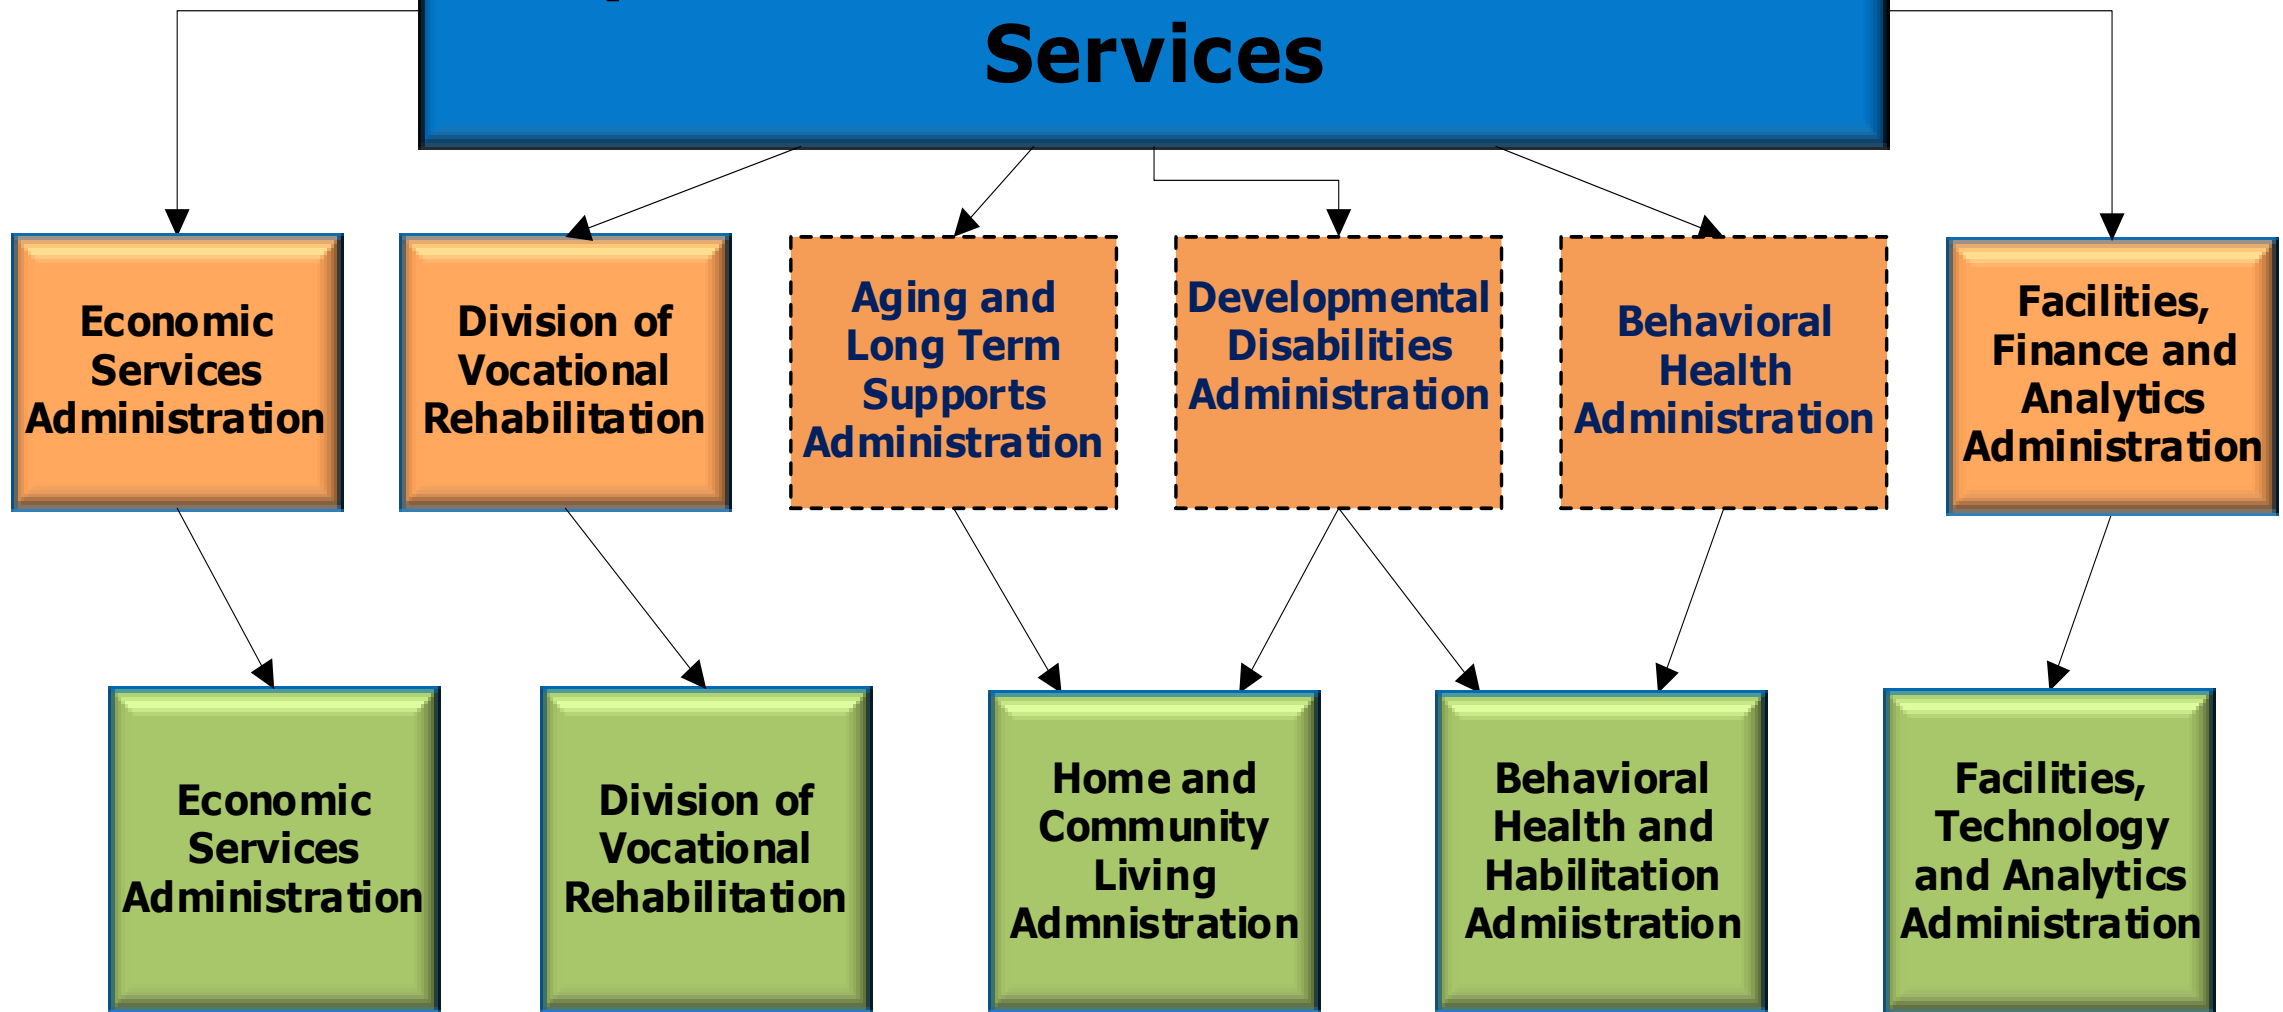 Services
Economic
Services
Administration
Division of
Vocational
Rehabilitation
Aging and
Long Term
Supports
Administration
Developmental
Disabilities
Administration
Behavioral
Health
Administration
Facilities,
Finance and
Analytics
Administration
Economic
Services
Administration
Division of
Vocational
Rehabilitation
Home and
Community
Living
Admnistration
Behavioral
Health and
Habilitation
Admiistration
Facilities,
Technology
and Analytics
Administration